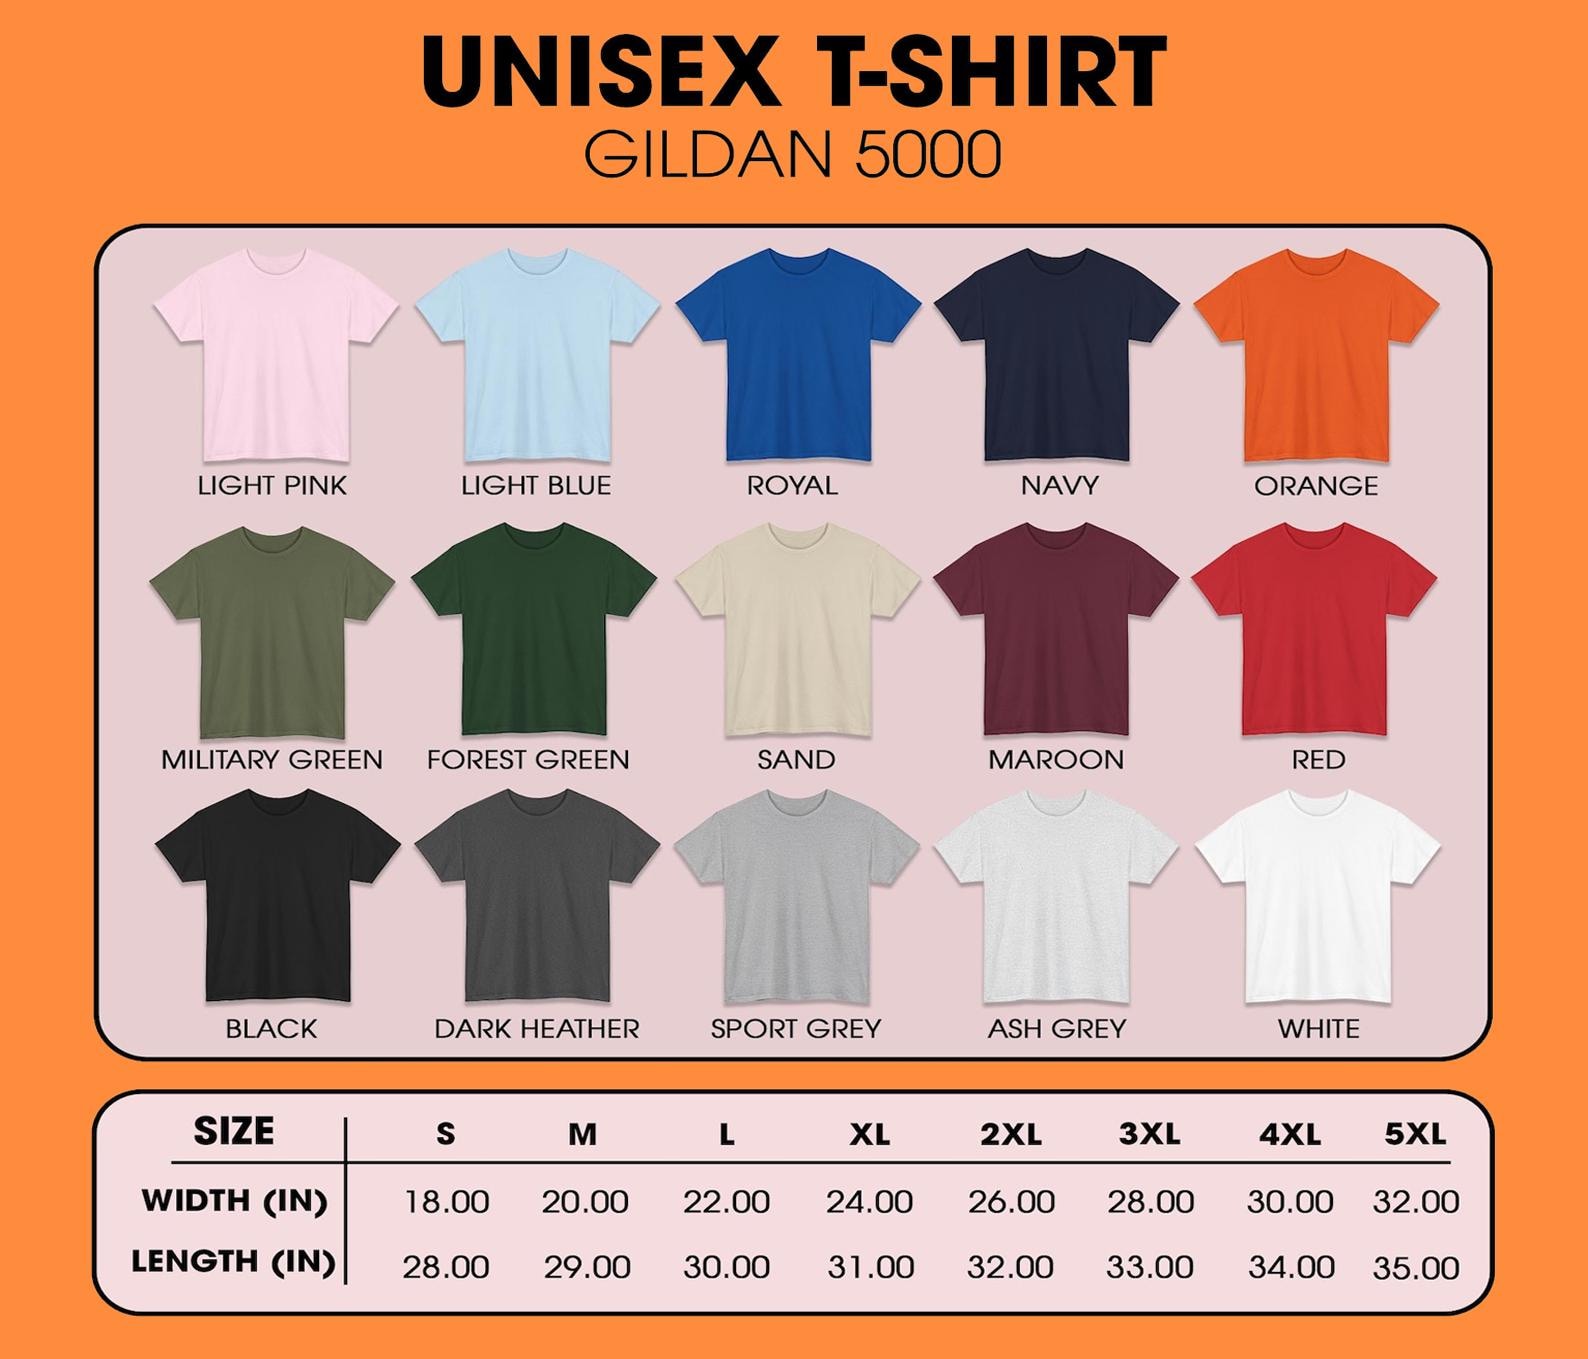 UNISEX T-SHIRT
GILDAN 5000
LIGHT PINK LIGHT BLUE ROYAL NAVY ORANGE
MILITARY GREEN FOREST GREEN SAND MAROON RED
BLACK DARK HEATHER SPORT GREY ASH GREY WHITE
SIZE S M L XL 2XL 3XL 4XL 5XL
WIDTH (IN) 18.00 20.00 22.00 24.00 26.00 28.00 30.00 32.00
LENGTH (IN) 28.00 29.00 30.00 31.00 32.00 33.00 34.00 35.00